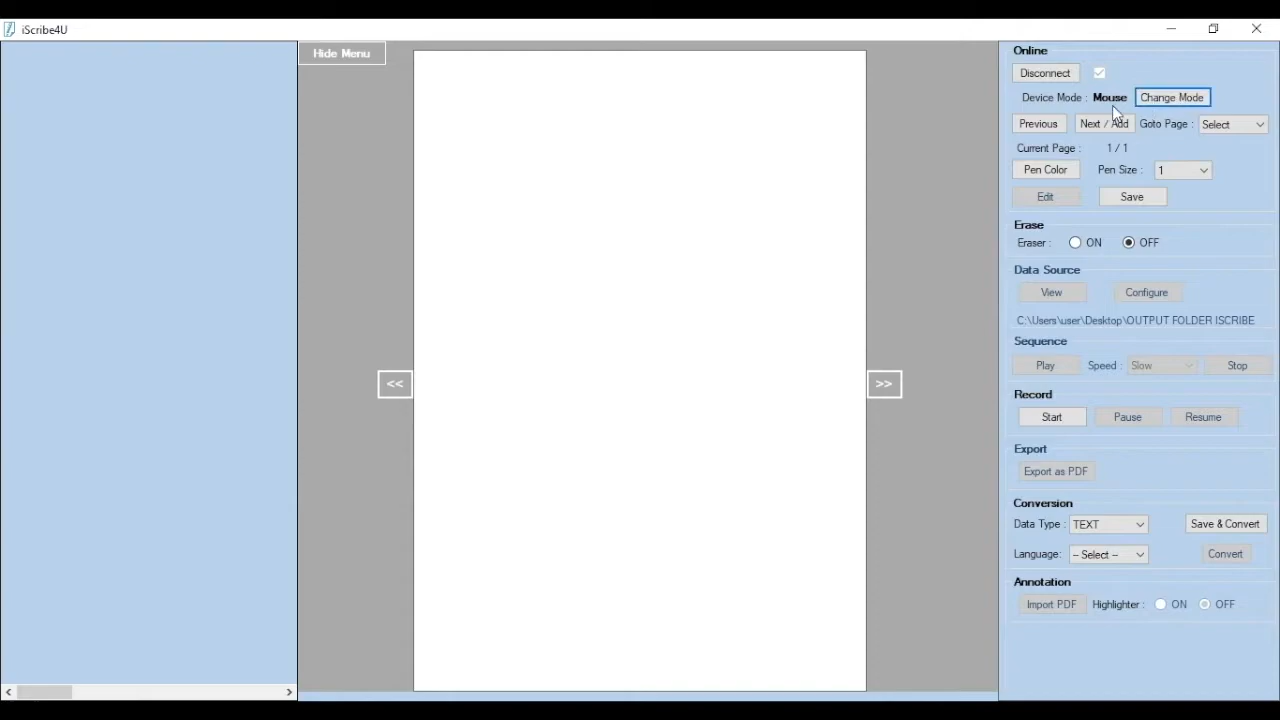 iScribe4U
Hide Menu
<<
>>
Online
Disconnect
Device Mode : Mouse Change Mode
Previous Next / Add Goto Page : Select
Current Page : 1 / 1
Pen Color Pen Size : 1
Edit Save
Erase
Eraser : ON OFF
Data Source
View Configure
C:\Users\user\Desktop\OUTPUT FOLDER ISCRIBE
Sequence
Play Speed : Slow Stop
Record
Start Pause Resume
Export
Export as PDF
Conversion
Data Type : TEXT Save & Convert
Language: -- Select -- Convert
Annotation
Import PDF Highlighter : ON OFF